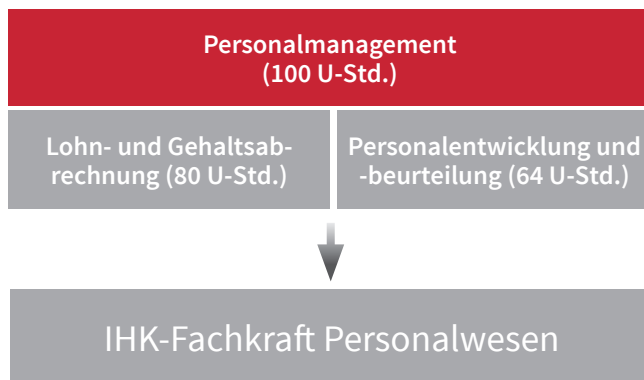 Personalmanagement
(100 U-Std.)
Lohn- und Gehaltsab-
rechnung (80 U-Std.)
Personalentwicklung und
-beurteilung (64 U-Std.)
IHK-Fachkraft Personalwesen